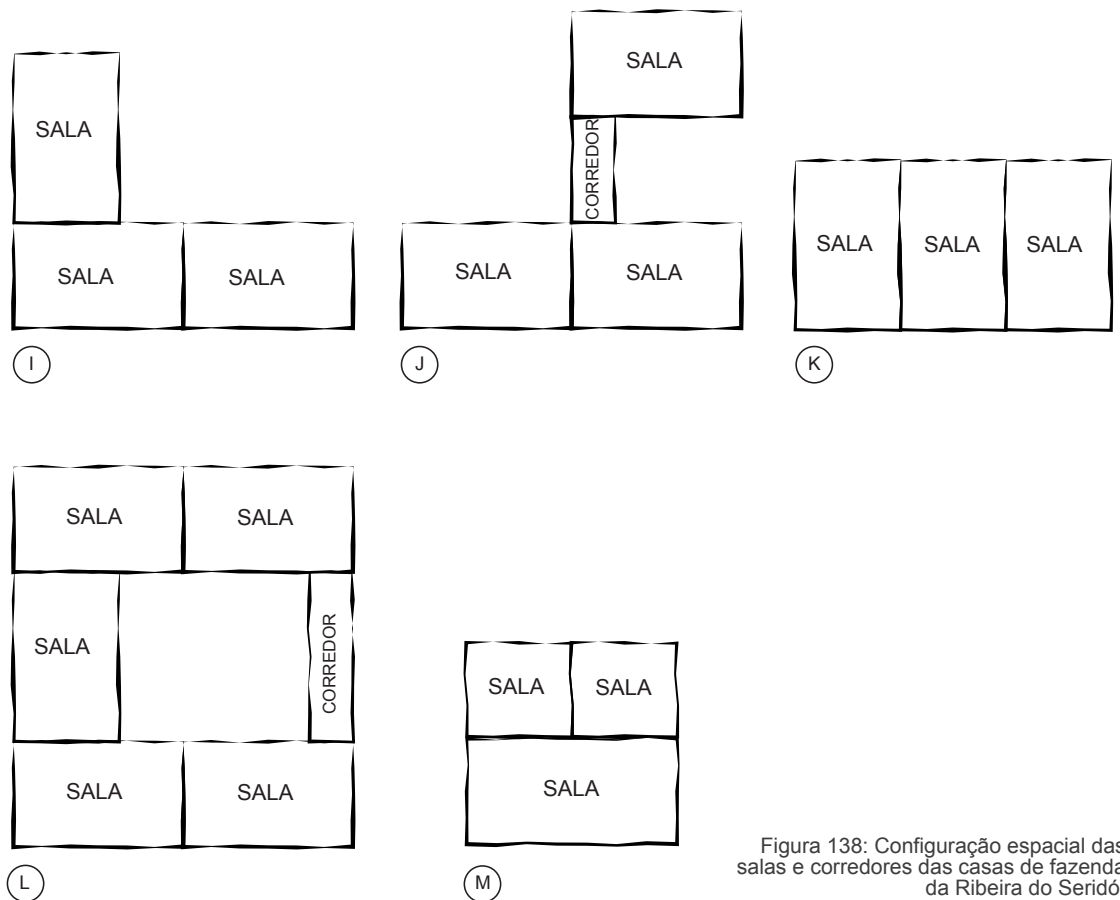 SALA
SALA
SALA
I
SALA
CORREDOR
SALA
SALA
J
SALA
SALA
SALA
K
SALA
SALA
SALA
CORREDOR
SALA
SALA
L
SALA
SALA
SALA
M
Figura 138: Configuração espacial das
salas e corredores das casas de fazenda
da Ribeira do Seridó